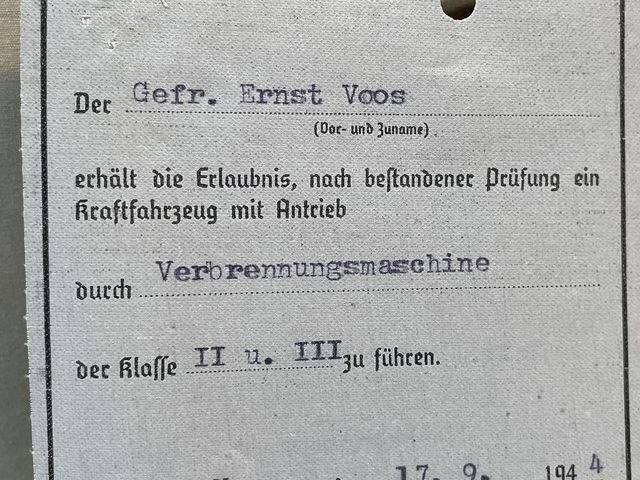 Der Gefr. Ernst Voos
(Vor- und Zuname)
erhält die Erlaubnis, nach bestandener Prüfung ein
Kraftfahrzeug mit Antrieb
durch Verbrennungsmaschine
der Klasse II u. III zu führen.
17. 9. 1944